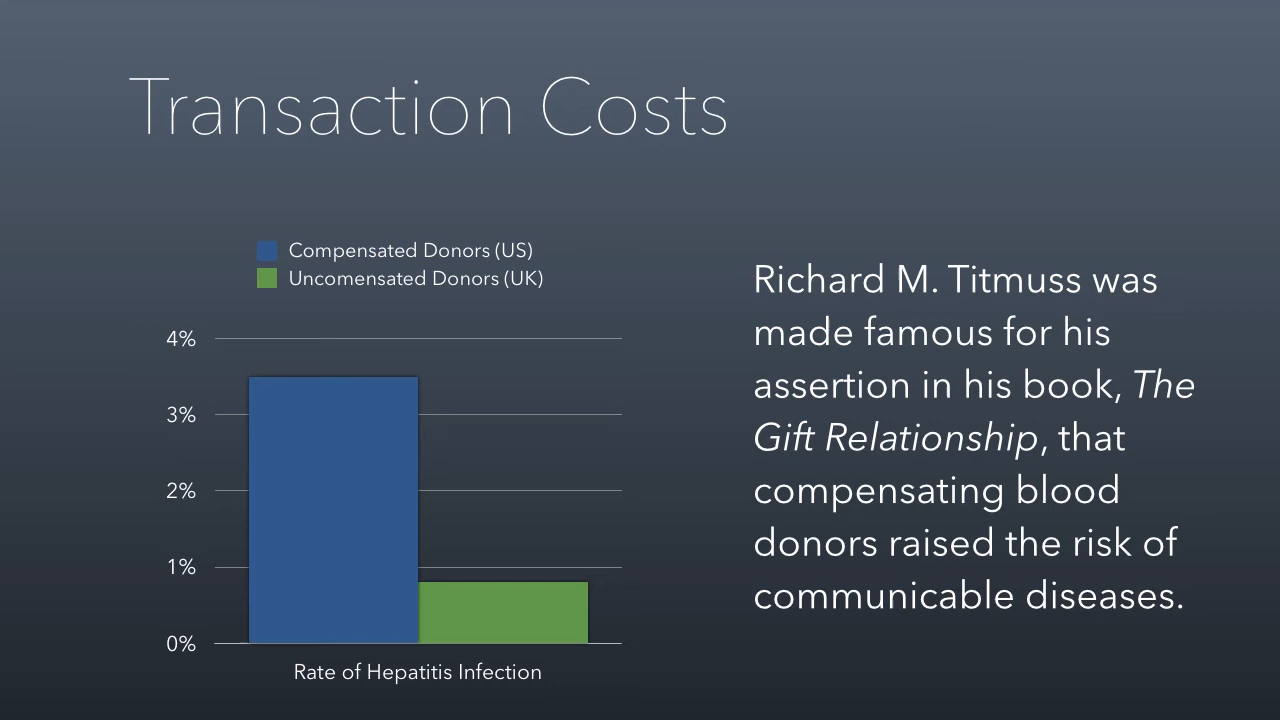 Transaction Costs
Compensated Donors (US)
Uncomensated Donors (UK)
4%
3%
2%
1%
0%
Rate of Hepatitis Infection
Richard M. Titmuss was
made famous for his
assertion in his book, The
Gift Relationship, that
compensating blood
donors raised the risk of
communicable diseases.